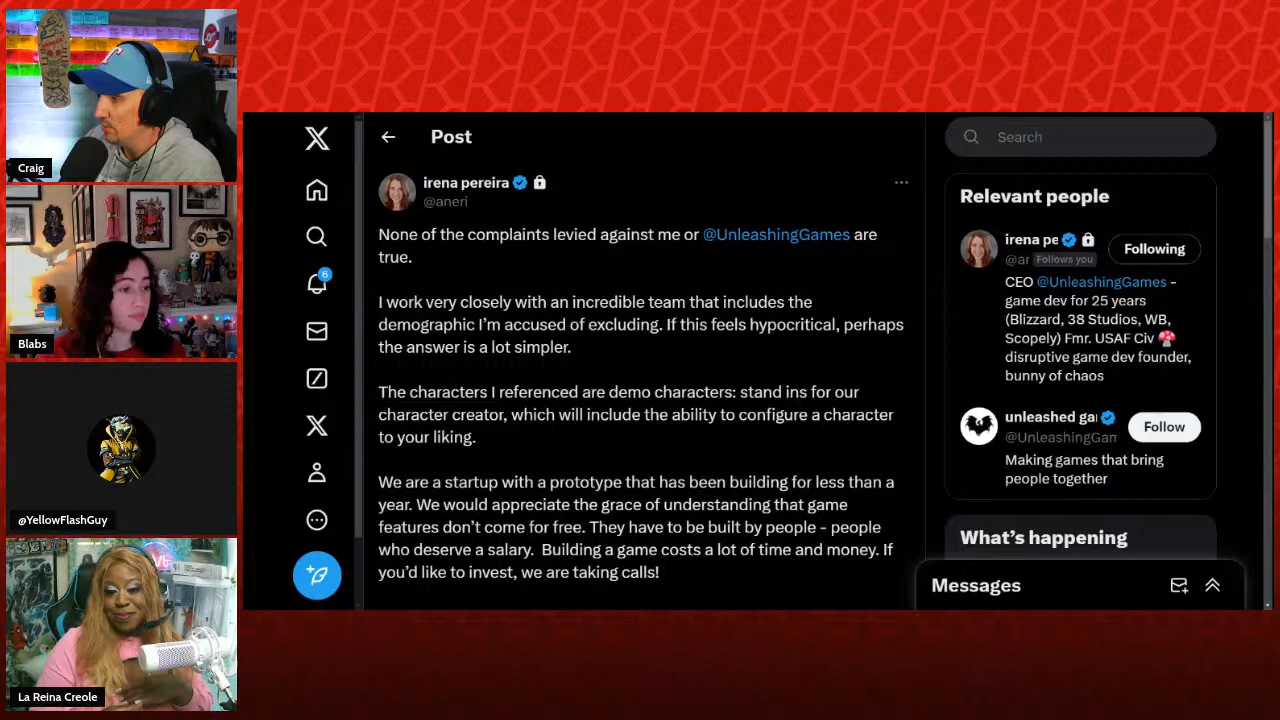 Craig
Blabs
@YellowFlashGuy
La Reina Creole
Post
irena pereira
@aneri
None of the complaints levied against me or @UnleashingGames are
true.
I work very closely with an incredible team that includes the
demographic I’m accused of excluding. If this feels hypocritical, perhaps
the answer is a lot simpler.
The characters I referenced are demo characters: stand ins for our
character creator, which will include the ability to configure a character
to your liking.
We are a startup with a prototype that has been building for less than a
year. We would appreciate the grace of understanding that game
features don’t come for free. They have to be built by people - people
who deserve a salary.  Building a game costs a lot of time and money. If
you’d like to invest, we are taking calls!
6
Search
Relevant people
irena pe
@ar Follows you
Following
CEO @UnleashingGames -
game dev for 25 years
(Blizzard, 38 Studios, WB,
Scopely) Fmr. USAF Civ
disruptive game dev founder,
bunny of chaos
unleashed ga
@UnleashingGam
Follow
Making games that bring
people together
What’s happening
Messages